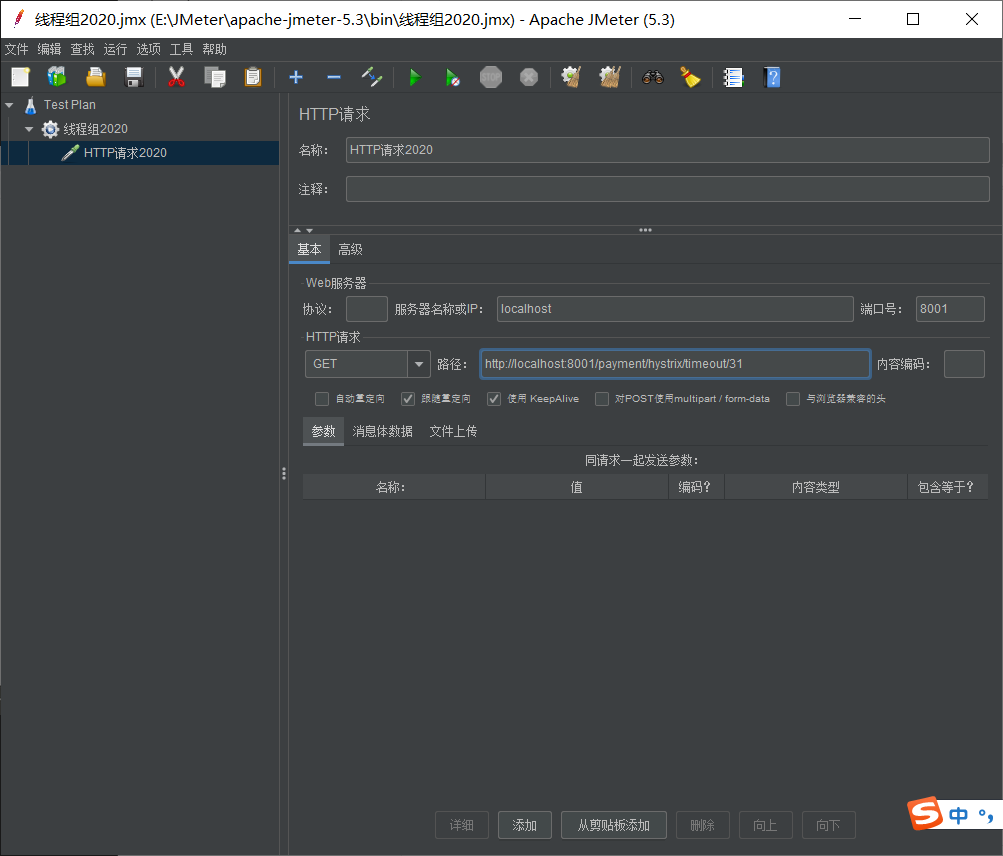 线程组2020.jmx (E:\JMeter\apache-jmeter-5.3\bin\线程组2020.jmx) - Apache JMeter (5.3)
文件 编辑 查找 运行 选项 工具 帮助
STOP
Test Plan
线程组2020
HTTP请求2020
HTTP请求
名称: HTTP请求2020
注释:
基本 高级
Web服务器
协议: 服务器名称或IP: localhost 端口号: 8001
HTTP请求
GET 路径: http://localhost:8001/payment/hystrix/timeout/31 内容编码:
自动重定向 跟随重定向 使用 KeepAlive 对POST使用multipart / form-data 与浏览器兼容的头
参数 消息体数据 文件上传
同请求一起发送参数:
名称: 值 编码? 内容类型 包含等于?
详细 添加 从剪贴板添加 删除 向上 向下
S 中 °,